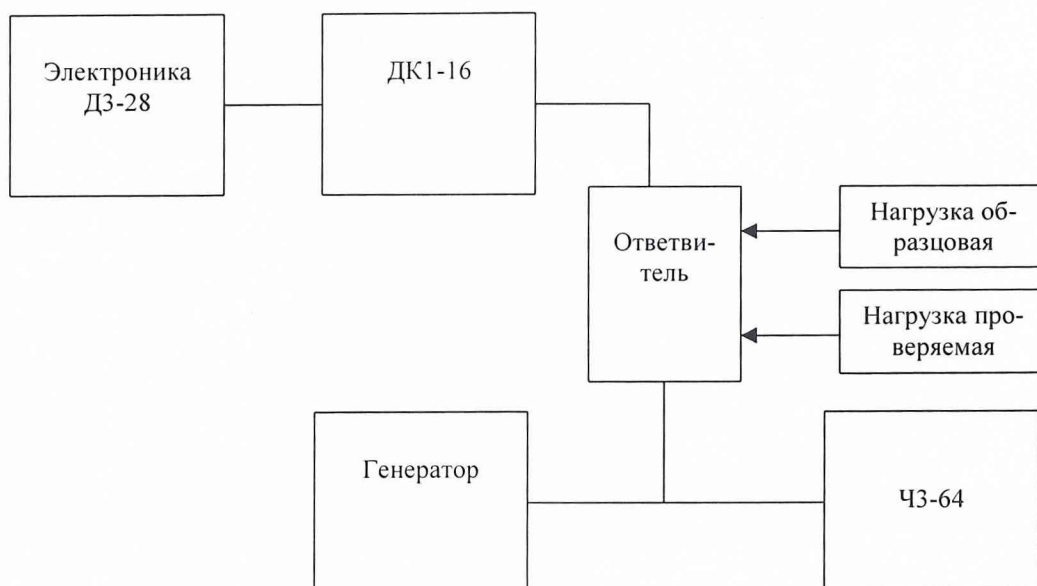 Электроника
Д3-28
ДК1-16
Ответви-
тель
Нагрузка об-
разцовая
Нагрузка про-
веряемая
Генератор
Ч3-64